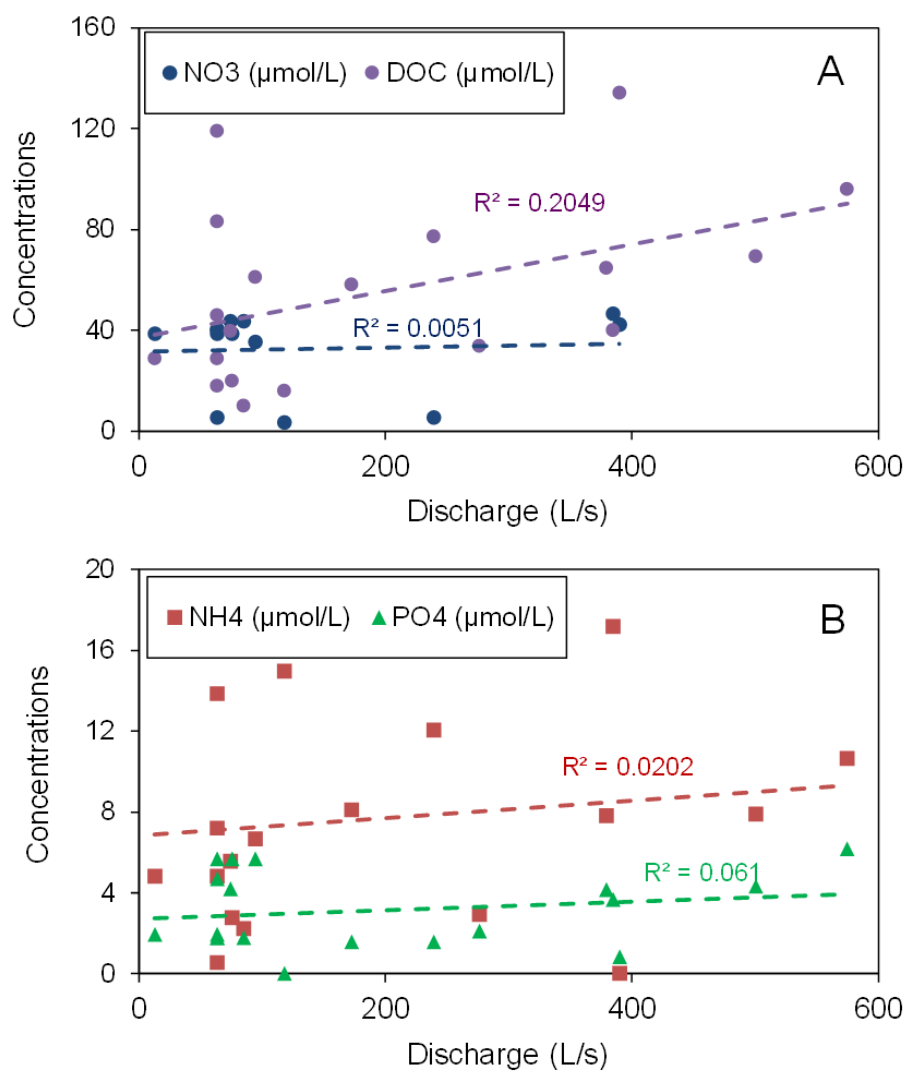 160
NO3 (µmol/L) DOC (µmol/L)
A
120
R² = 0.2049
80
Concentrations
R² = 0.0051
40
0
0 200 400 600
Discharge (L/s)
20
NH4 (µmol/L) PO4 (µmol/L)
B
16
12
R² = 0.0202
8
Concentrations
R² = 0.061
4
0
0 200 400 600
Discharge (L/s)